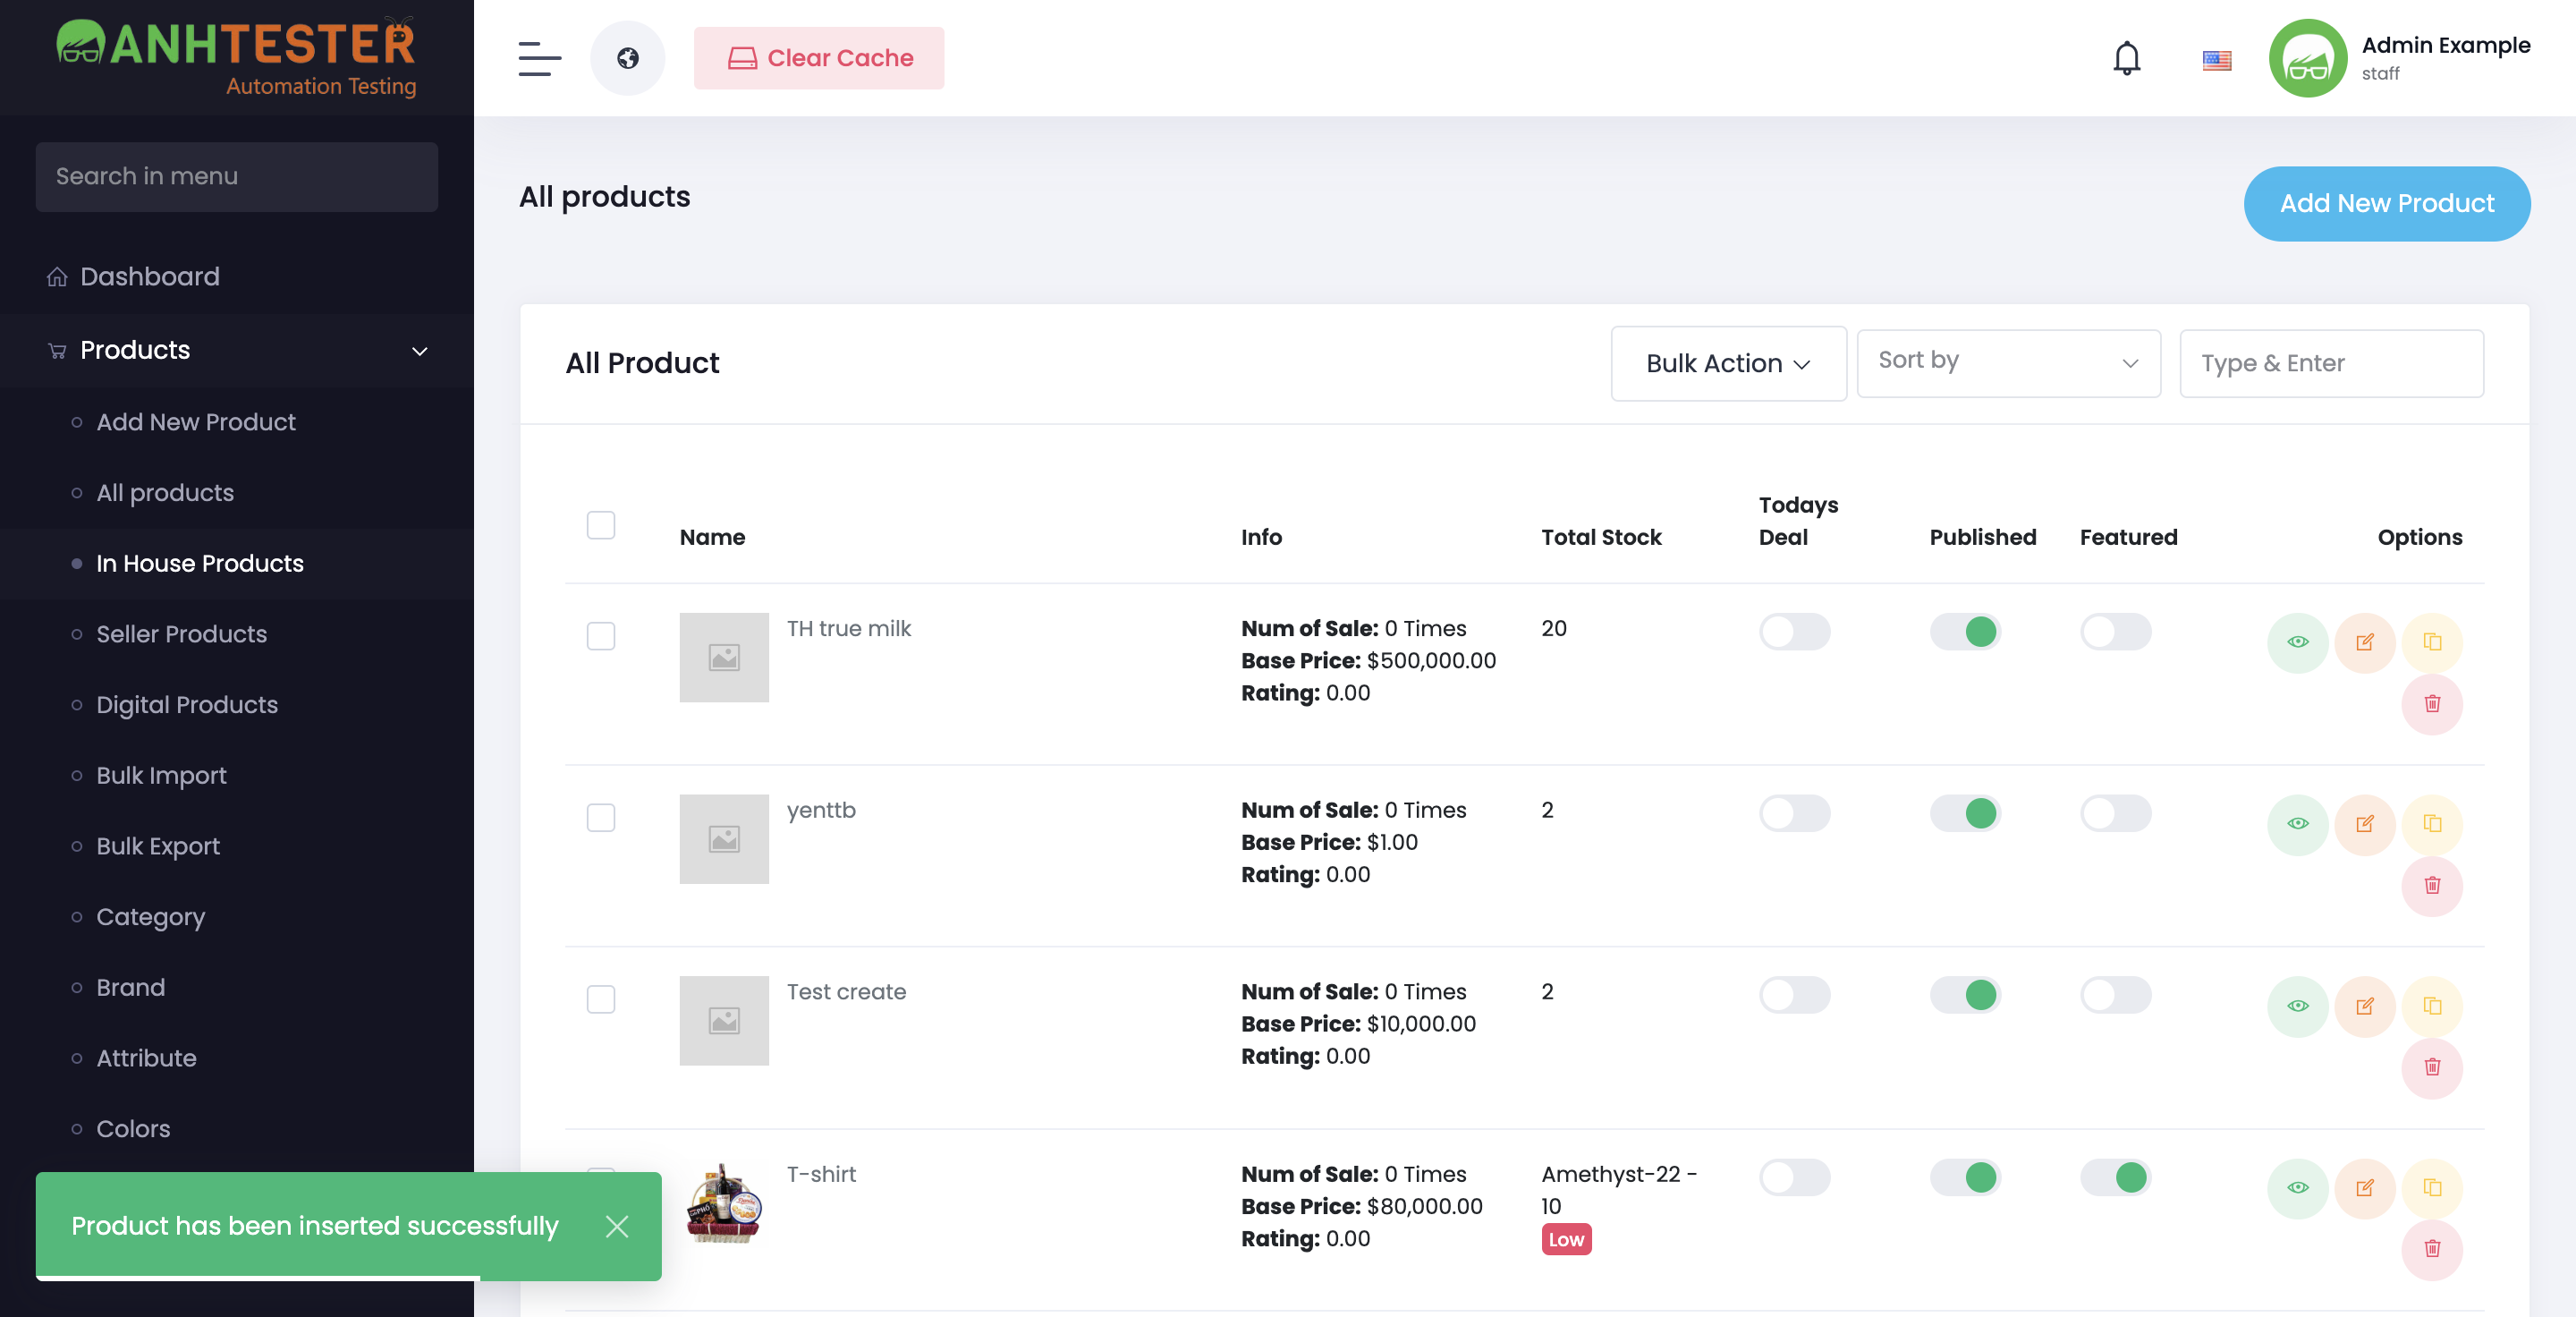 ANHTESTER
Automation Testing
Clear Cache
Admin Example
staff
Search in menu
Dashboard
Products
Add New Product
All products
In House Products
Seller Products
Digital Products
Bulk Import
Bulk Export
Category
Brand
Attribute
Colors
Product has been inserted successfully
All products
Add New Product
All Product
Bulk Action
Sort by
Type & Enter
Name
Info
Total Stock
Todays
Deal
Published
Featured
Options
TH true milk
Num of Sale: 0 Times
Base Price: $500,000.00
Rating: 0.00
20
yenttb
Num of Sale: 0 Times
Base Price: $1.00
Rating: 0.00
2
Test create
Num of Sale: 0 Times
Base Price: $10,000.00
Rating: 0.00
2
T-shirt
Num of Sale: 0 Times
Base Price: $80,000.00
Rating: 0.00
Amethyst-22 -
10
Low